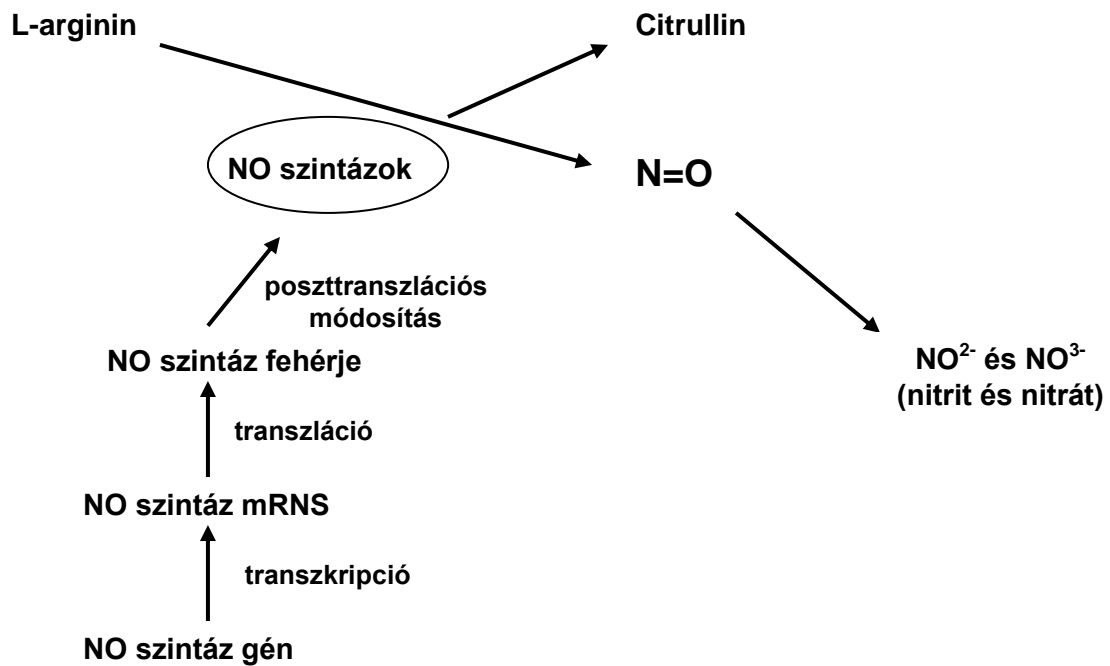 L-arginin
Citrullin
NO szintázok
N=O
poszttranszlációs
módosítás
NO szintáz fehérje
NO²⁻ és NO³⁻
(nitrit és nitrát)
transzláció
NO szintáz mRNS
transzkripció
NO szintáz gén